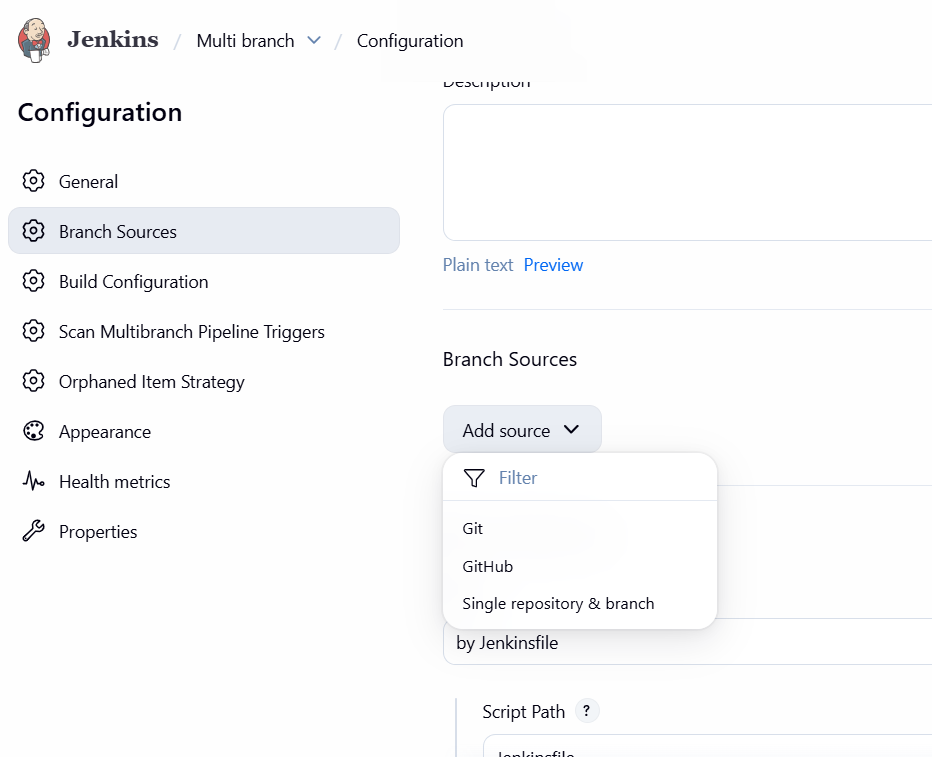 Jenkins / Multi branch / Configuration
Configuration
General
Branch Sources
Build Configuration
Scan Multibranch Pipeline Triggers
Orphaned Item Strategy
Appearance
Health metrics
Properties
Description
Plain text Preview
Branch Sources
Add source
Filter
Git
GitHub
Single repository & branch
by Jenkinsfile
Script Path ?
Jenkinsfile